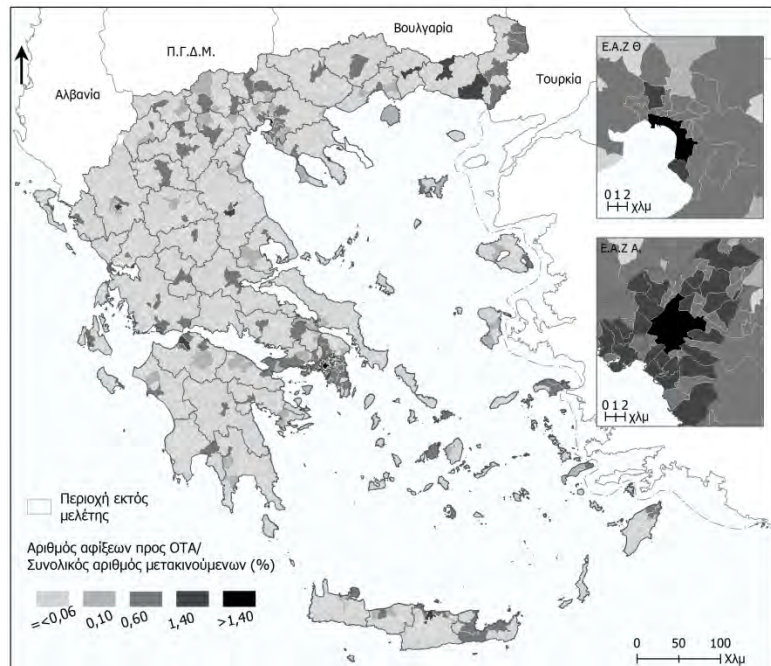 Βουλγαρία
Π.Γ.Δ.Μ.
Αλβανία
Τουρκία
Ε.Α.Ζ Θ
0 1 2
χλμ
Ε.Α.Ζ Α.
0 1 2
χλμ
Περιοχή εκτός
μελέτης
Αριθμός αφίξεων προς ΟΤΑ/
Συνολικός αριθμός μετακινούμενων (%)
=<0,06 0,10 0,60 1,40 >1,40
0 50 100
Χλμ